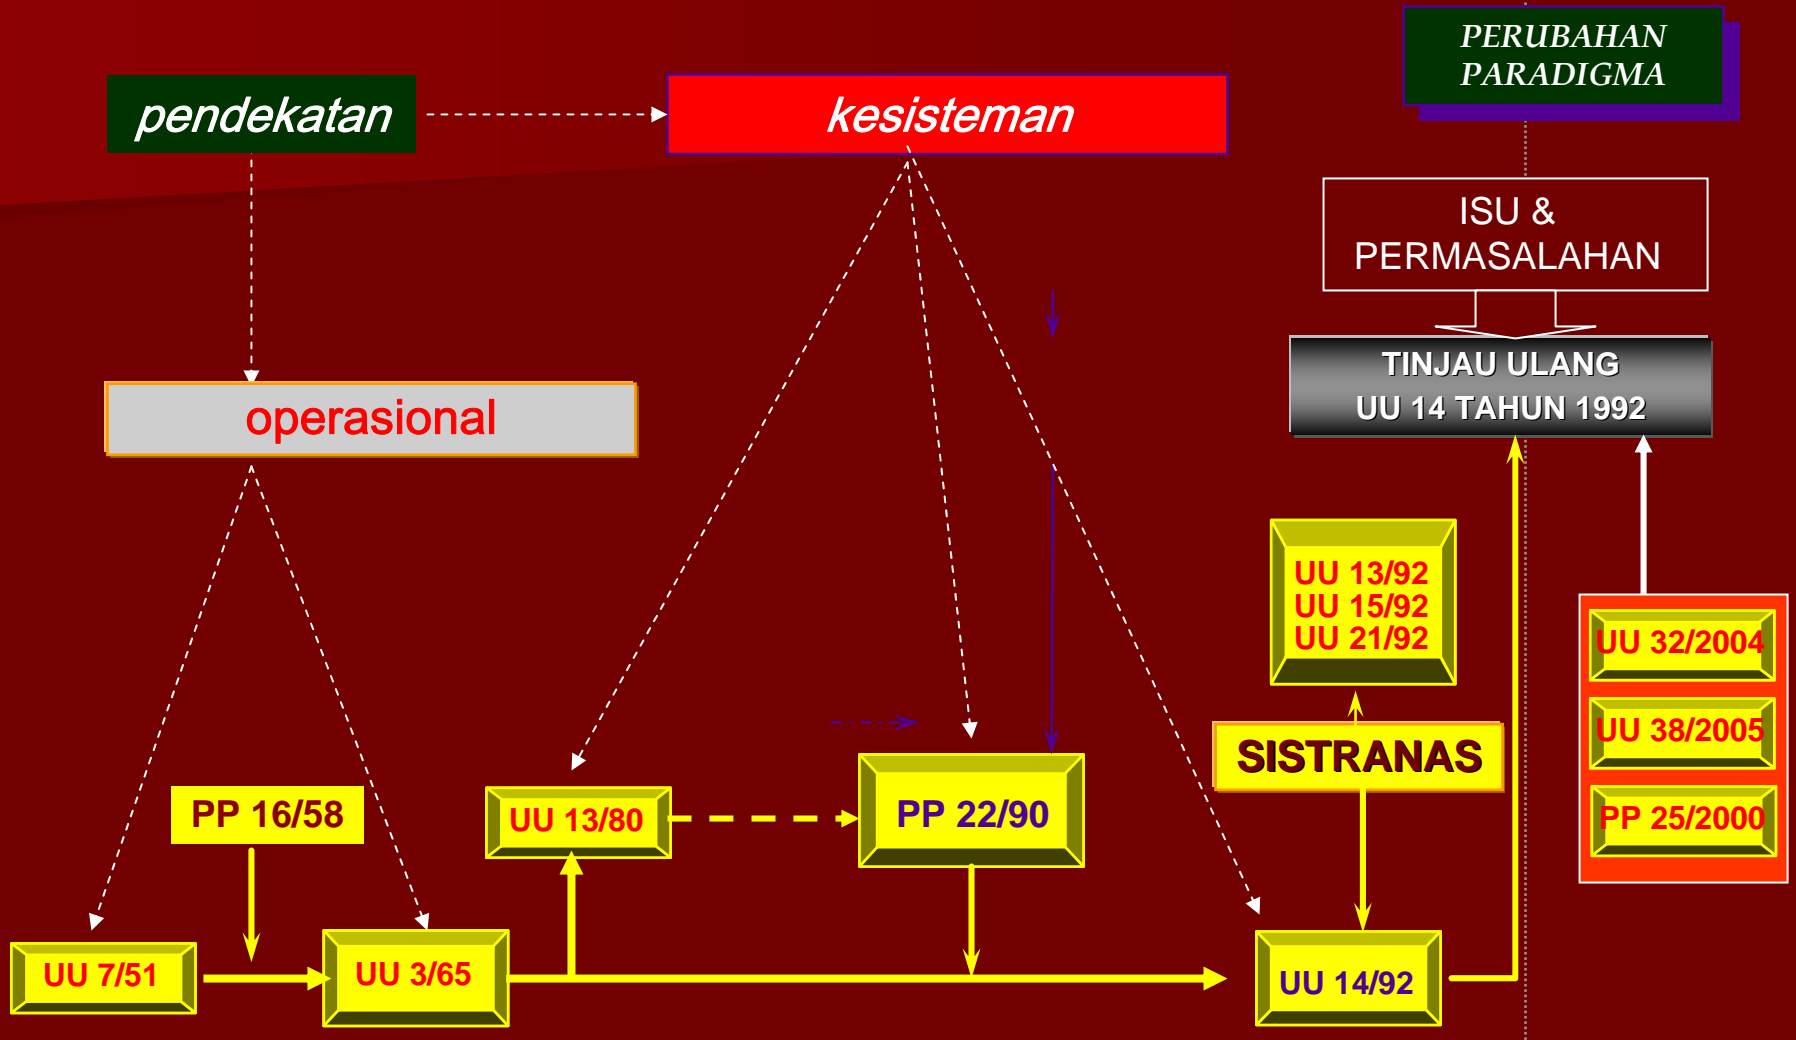 PERUBAHAN
PARADIGMA
pendekatan
kesisteman
ISU &
PERMASALAHAN
TINJAU ULANG
UU 14 TAHUN 1992
operasional
UU 13/92
UU 15/92
UU 21/92
UU 32/2004
UU 38/2005
PP 25/2000
SISTRANAS
PP 16/58
UU 13/80
PP 22/90
UU 7/51
UU 3/65
UU 14/92